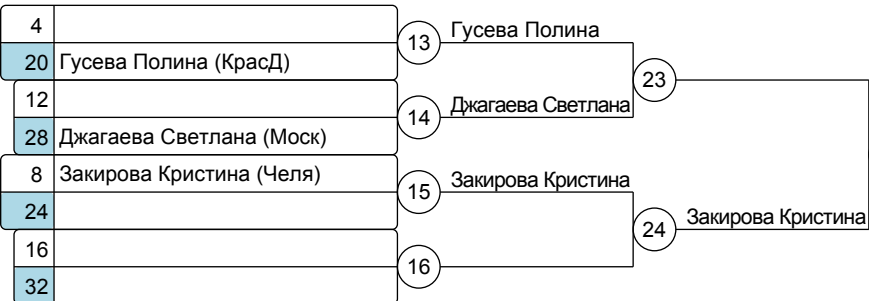 4
13
Гусева Полина
20 Гусева Полина (КрасД)
23
12
14
Джагаева Светлана
28 Джагаева Светлана (Моск)
8 Закирова Кристина (Челя)
15
Закирова Кристина
24
24
Закирова Кристина
16
16
32